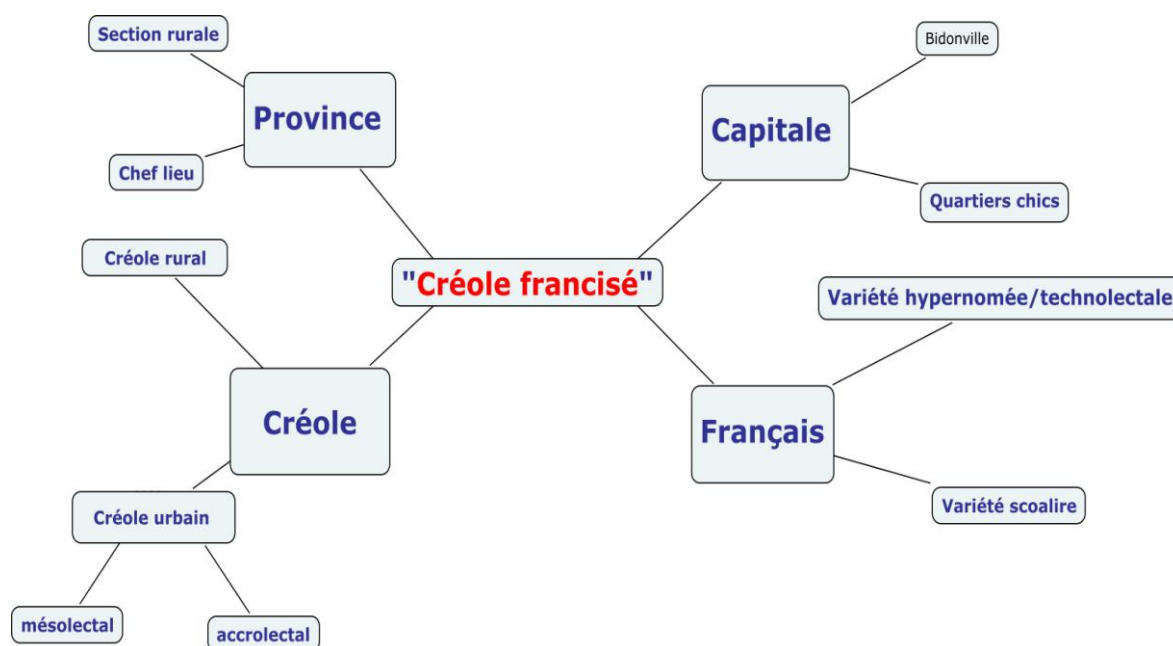 Section rurale
Bidonville
Province
Capitale
Chef lieu
Quartiers chics
Créole rural
"Créole francisé"
Variété hypernomée/technolectale
Créole
Français
Créole urbain
Variété scoalire
mésolectal
accrolectal